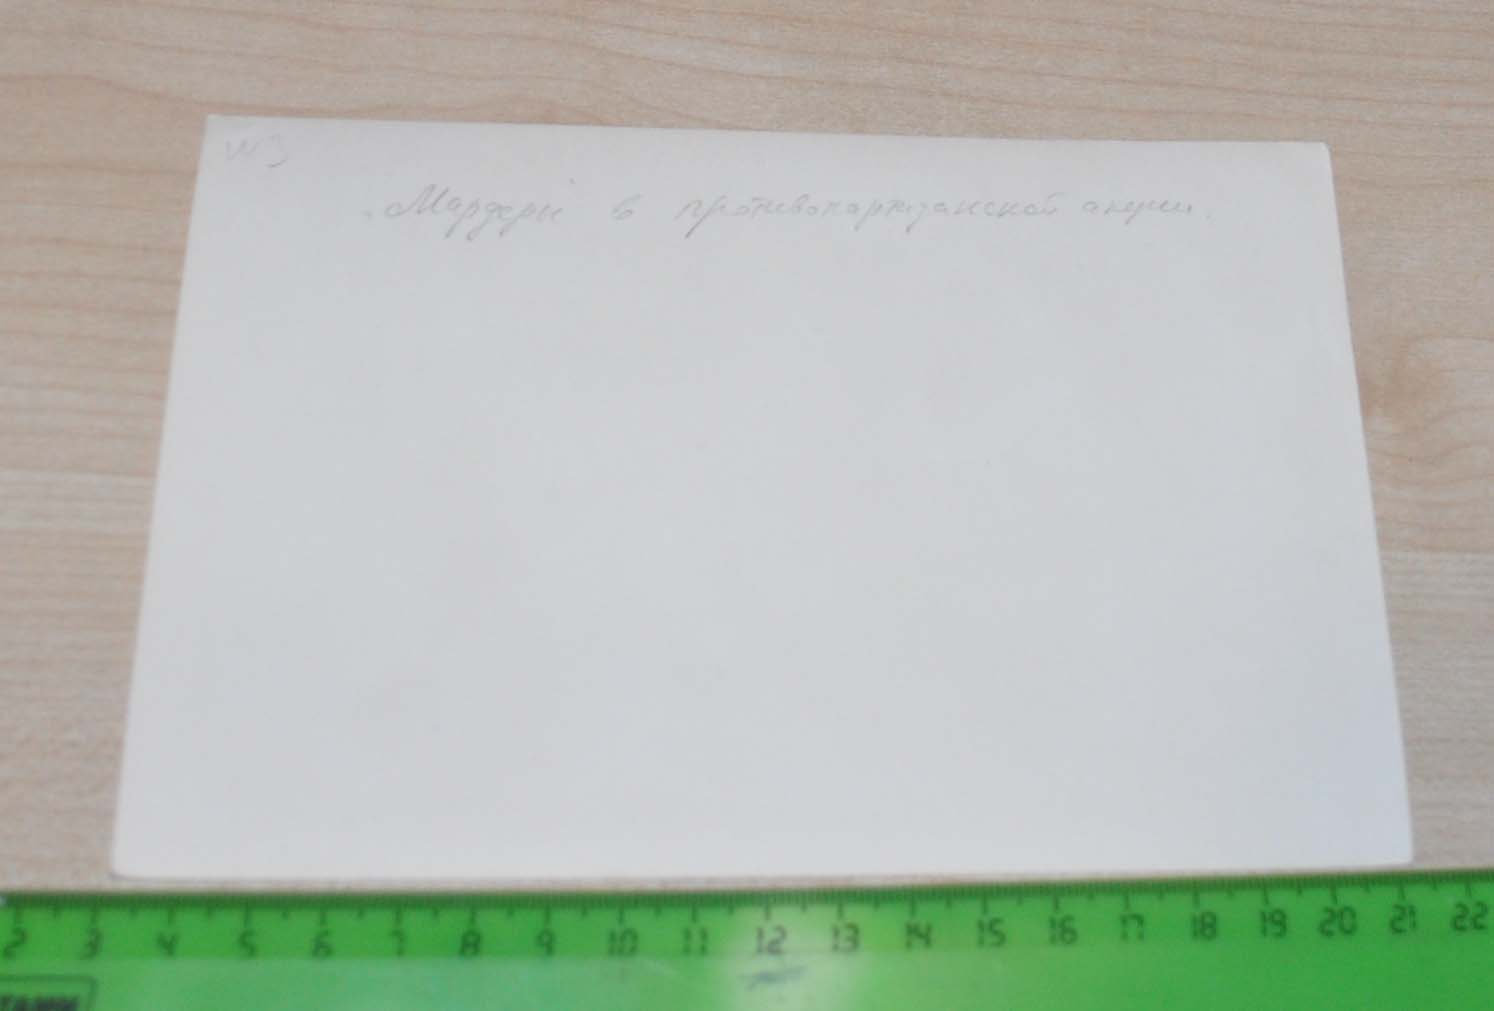 „Мардеры" в противопартизанской акции.
2 3 4 5 6 7 8 9 10 11 12 13 14 15 16 17 18 19 20 21 22